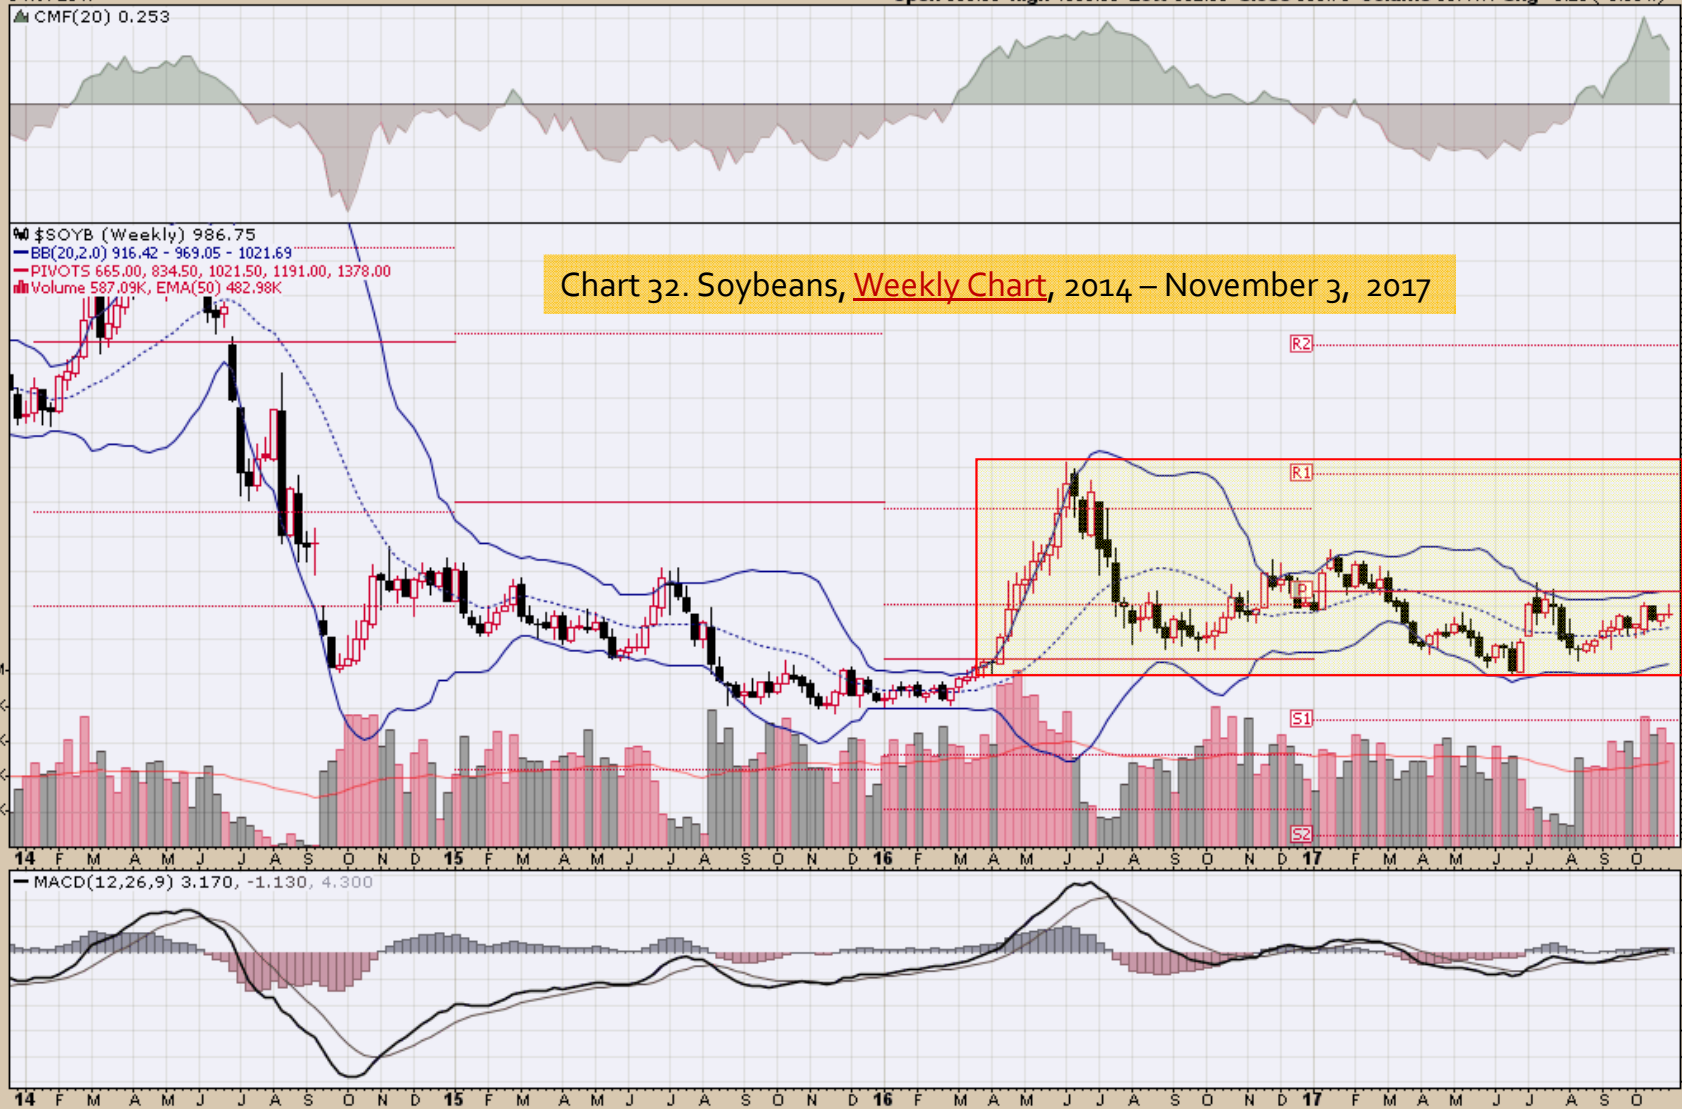 CMF(20) 0.253
$SOYB (Weekly) 986.75
BB(20,2.0) 916.42 - 969.05 - 1021.69
PIVOTS 665.00, 834.50, 1021.50, 1191.00, 1378.00
Volume 587.09K, EMA(50) 482.98K
Chart 32. Soybeans, Weekly Chart, 2014 – November 3, 2017
R2
R1
P
S1
S2
14 F M A M J J A S O N D 15 F M A M J J A S O N D 16 F M A M J J A S O N D 17 F M A M J J A S O
MACD(12,26,9) 3.170, -1.130, 4.300
14 F M A M J J A S O N D 15 F M A M J J A S O N D 16 F M A M J J A S O N D 17 F M A M J J A S O